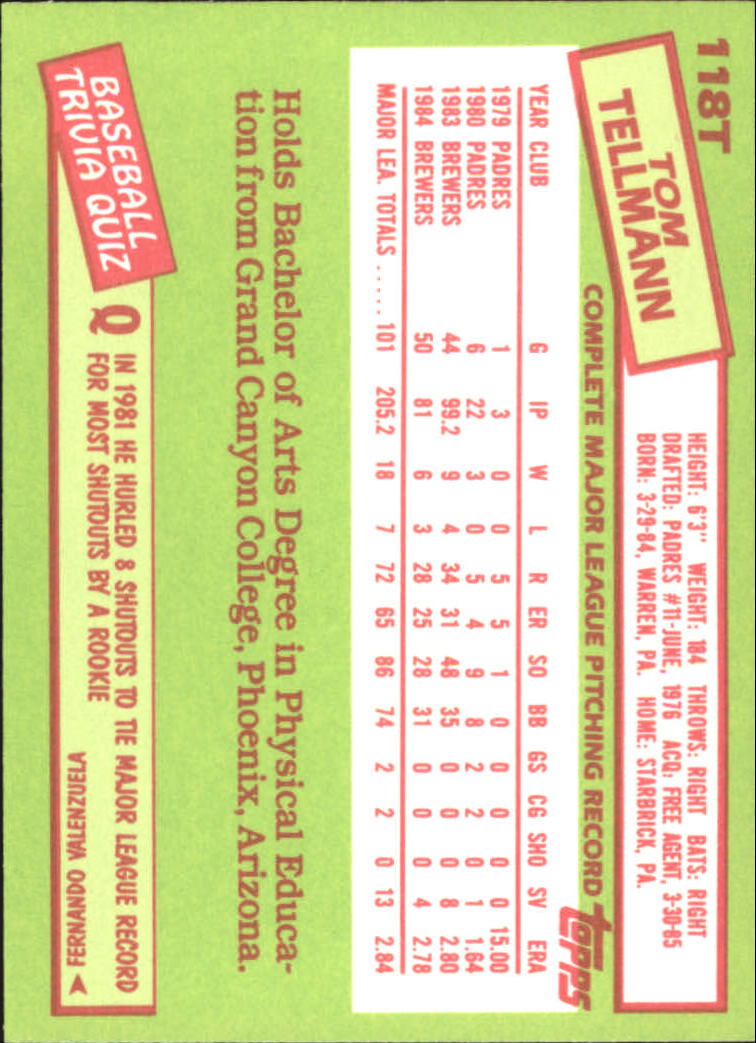 118T
TOM
TELLMANN
HEIGHT: 6'3" WEIGHT: 184 THROWS: RIGHT BATS: RIGHT
DRAFTED: PADRES #11-JUNE, 1976 ACQ: FREE AGENT, 3-30-85
BORN: 3-29-84, WARREN, PA. HOME: STARBRICK, PA.
COMPLETE MAJOR LEAGUE PITCHING RECORD
topps
YEAR CLUB G IP W L R ER SO BB GS CG SHO SV ERA
1979 PADRES 1 3 0 0 5 5 1 0 0 0 0 0 15.00
1980 PADRES 6 22 3 0 5 4 9 8 2 2 0 1 1.64
1983 BREWERS 44 99.2 9 4 34 31 48 35 0 0 0 8 2.80
1984 BREWERS 50 81 6 3 28 25 28 31 0 0 0 4 2.78
MAJOR LEA. TOTALS ..... 101 205.2 18 7 72 65 86 74 2 2 0 13 2.84
Holds Bachelor of Arts Degree in Physical Educa-
tion from Grand Canyon College, Phoenix, Arizona.
BASEBALL
TRIVIA QUIZ
Q IN 1981 HE HURLED 8 SHUTOUTS TO TIE MAJOR LEAGUE RECORD
FOR MOST SHUTOUTS BY A ROOKIE
FERNANDO VALENZUELA A